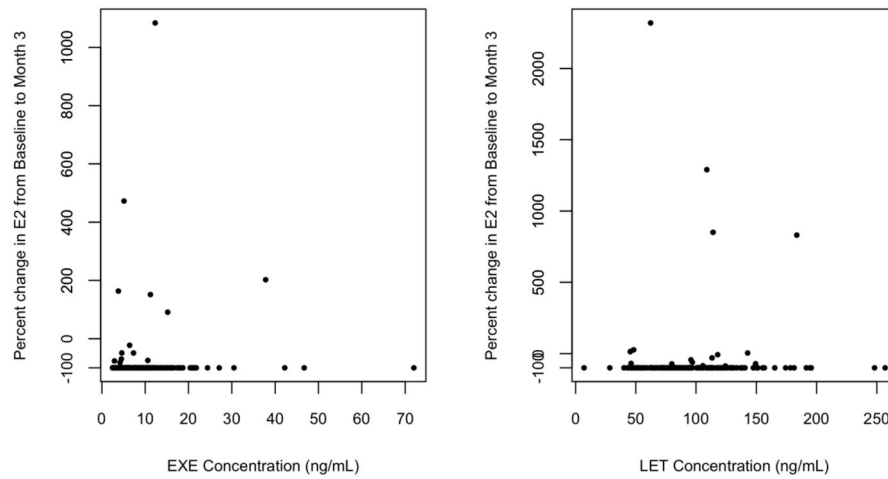 Percent change in E2 from Baseline to Month 3
1000
800
600
400
200
0
-100
0 10 20 30 40 50 60 70
EXE Concentration (ng/mL)
Percent change in E2 from Baseline to Month 3
2000
1500
1000
500
0
-100
0 50 100 150 200 250
LET Concentration (ng/mL)